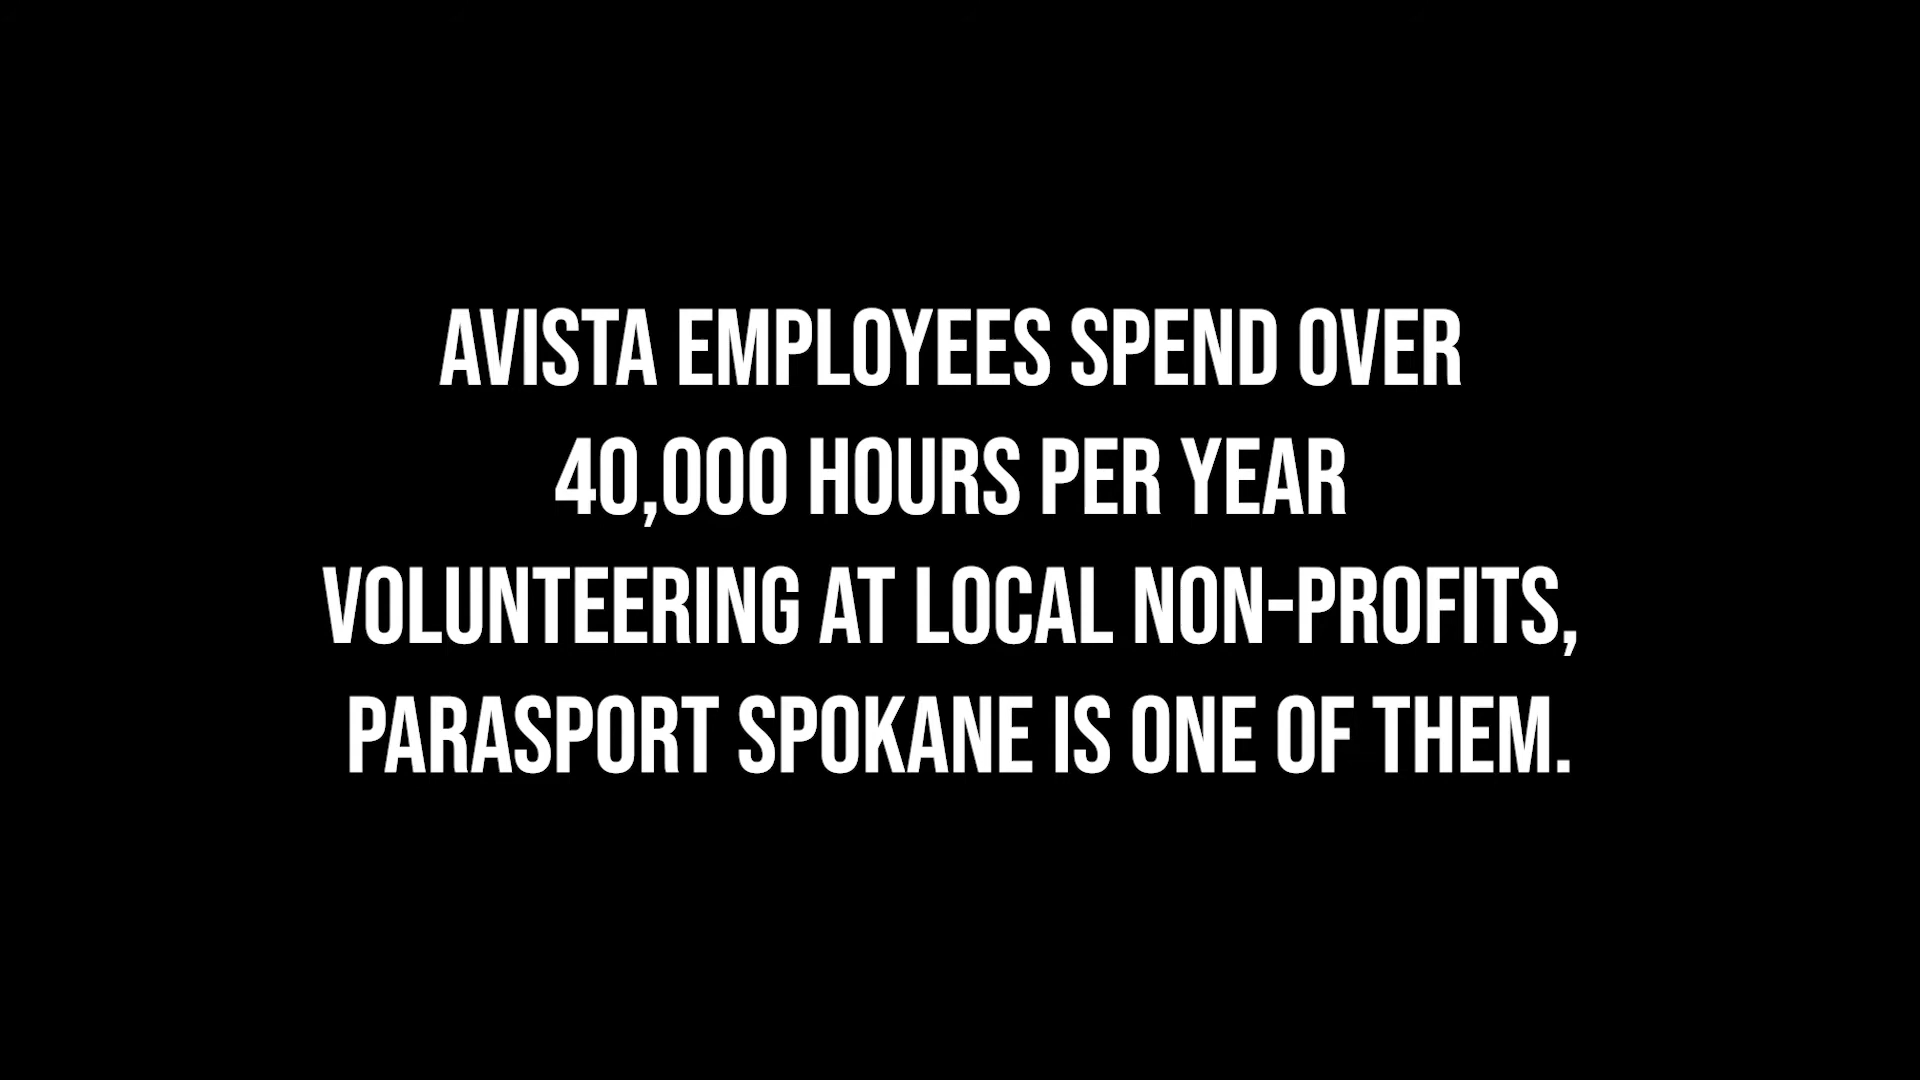 AVISTA EMPLOYEES SPEND OVER
40,000 HOURS PER YEAR
VOLUNTEERING AT LOCAL NON-PROFITS,
PARASPORT SPOKANE IS ONE OF THEM.